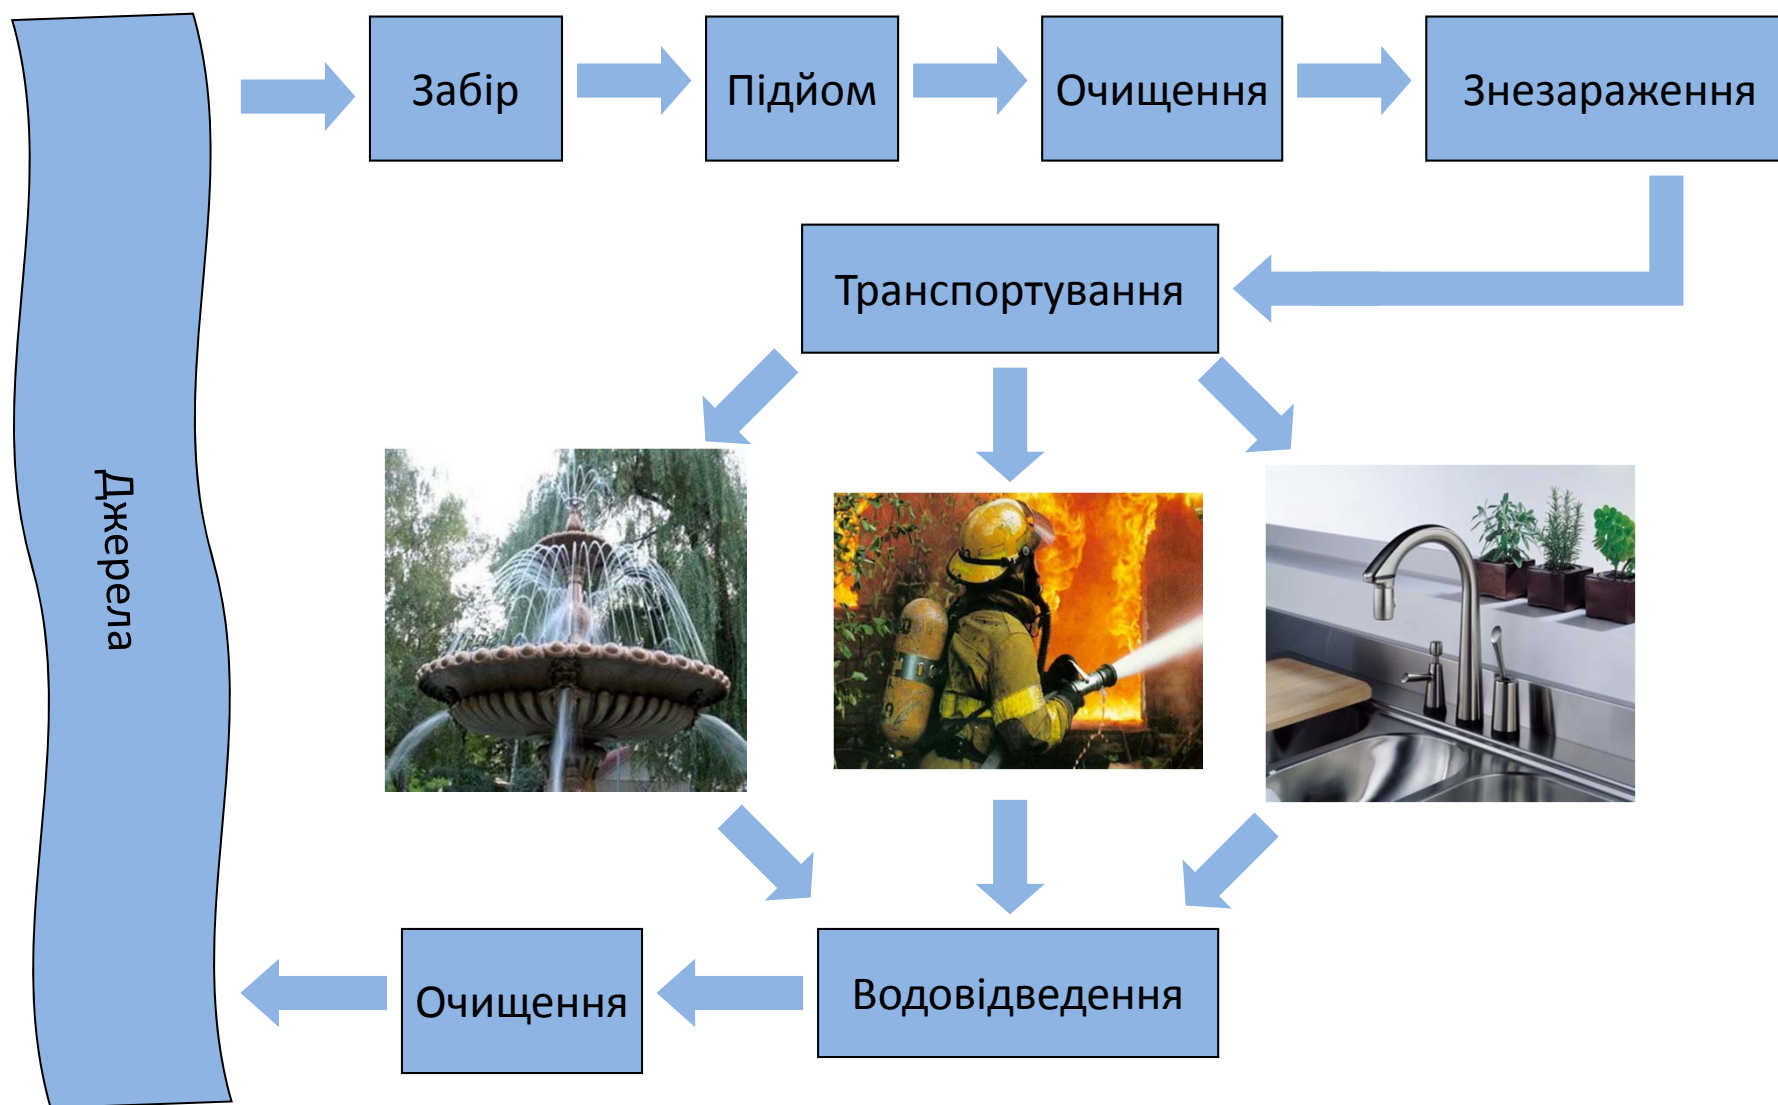 Забір
Підйом
Очищення
Знезараження
Транспортування
Джерела
Водовідведення
Очищення